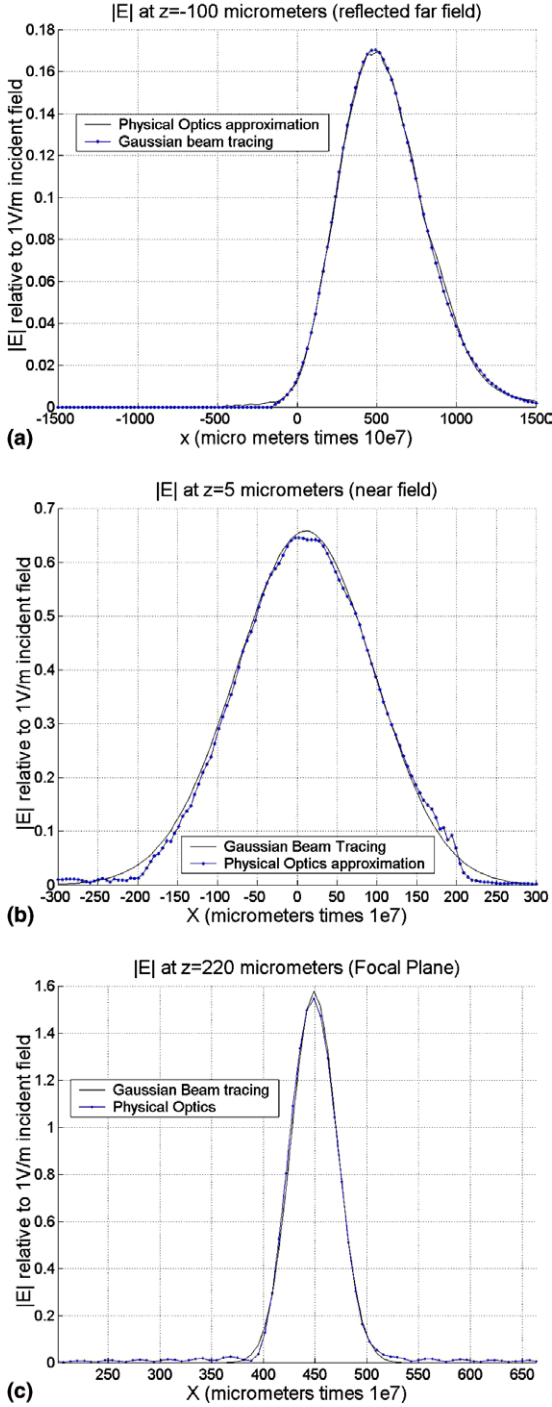 |E| at z=-100 micrometers (reflected far field)
|E| relative to 1V/m incident field
0.18
0.16
0.14
0.12
0.1
0.08
0.06
0.04
0.02
0
Physical Optics approximation
Gaussian beam tracing
-1500 -1000 -500 0 500 1000
x (micro meters times 10e7)
(a)
|E| at z=5 micrometers (near field)
|E| relative to 1V/m incident field
0.7
0.6
0.5
0.4
0.3
0.2
0.1
0
Gaussian Beam Tracing
Physical Optics approximation
-300 -250 -200 -150 -100 -50 0 50 100 150 200 250 300
X (micrometers times 1e7)
(b)
|E| at z=220 micrometers (Focal Plane)
|E| relative to 1V/m incident field
1.6
1.4
1.2
1
0.8
0.6
0.4
0.2
0
Gaussian Beam tracing
Physical Optics
250 300 350 400 450 500 550 600 650
X (micrometers times 1e7)
(c)